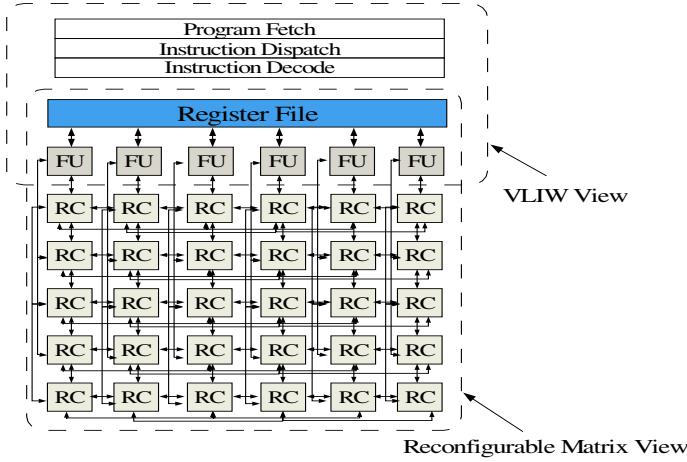 Program Fetch
Instruction Dispatch
Instruction Decode
Register File
FU FU FU FU FU FU
VLIW View
RC RC RC RC RC RC
RC RC RC RC RC RC
RC RC RC RC RC RC
RC RC RC RC RC RC
RC RC RC RC RC RC
Reconfigurable Matrix View